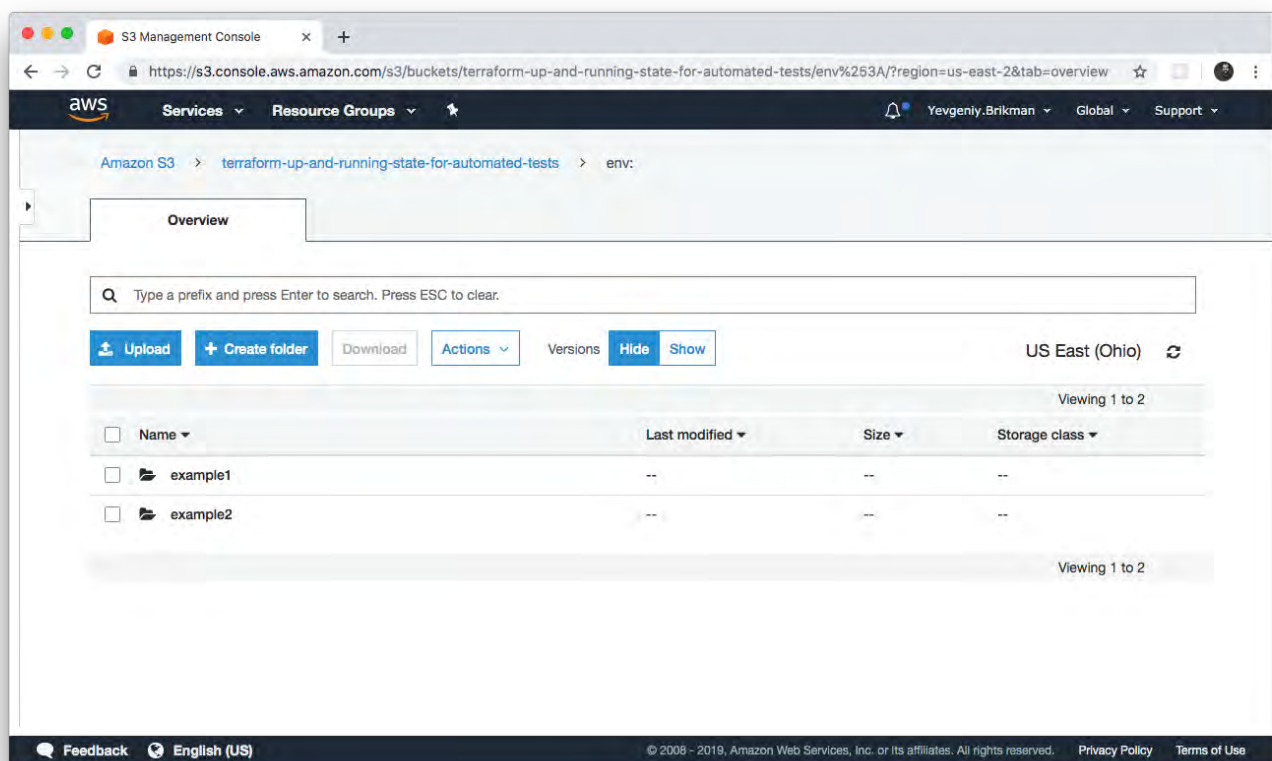 S3 Management Console
https://s3.console.aws.amazon.com/s3/buckets/terraform-up-and-running-state-for-automated-tests/env%253A/?region=us-east-2&tab=overview
aws Services Resource Groups Yevgeniy.Brikman Global Support
Amazon S3 > terraform-up-and-running-state-for-automated-tests > env:
Overview
Type a prefix and press Enter to search. Press ESC to clear.
Upload + Create folder Download Actions Versions Hide Show US East (Ohio)
Viewing 1 to 2
Name Last modified Size Storage class
example1 -- -- --
example2 -- -- --
Viewing 1 to 2
Feedback English (US) © 2008 - 2019, Amazon Web Services, Inc. or its affiliates. All rights reserved. Privacy Policy Terms of Use